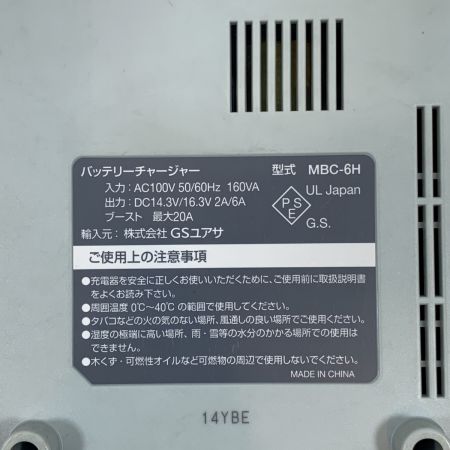 バッテリーチャージャー 型式 MBC-6H
入力：AC100V 50/60Hz 160VA
出力：DC14.3V/16.3V 2A/6A
ブースト 最大20A
輸入元：株式会社 GSユアサ
PSE
UL Japan
G.S.
ご使用上の注意事項
●充電器を安全に正しくお使いいただくために、ご使用前に取扱説明書
をよくお読み下さい。
●周囲温度 0℃～40℃ の範囲で使用してください。
●タバコなどの火の気のない場所、風通しの良い場所でご使用ください。
●湿度の極端に高い場所、雨・雪等の水分のかかる場所での使用は
できません。
●木くず・可燃性オイルなど可燃物の周辺で使用しないでください。
MADE IN CHINA
14YBE